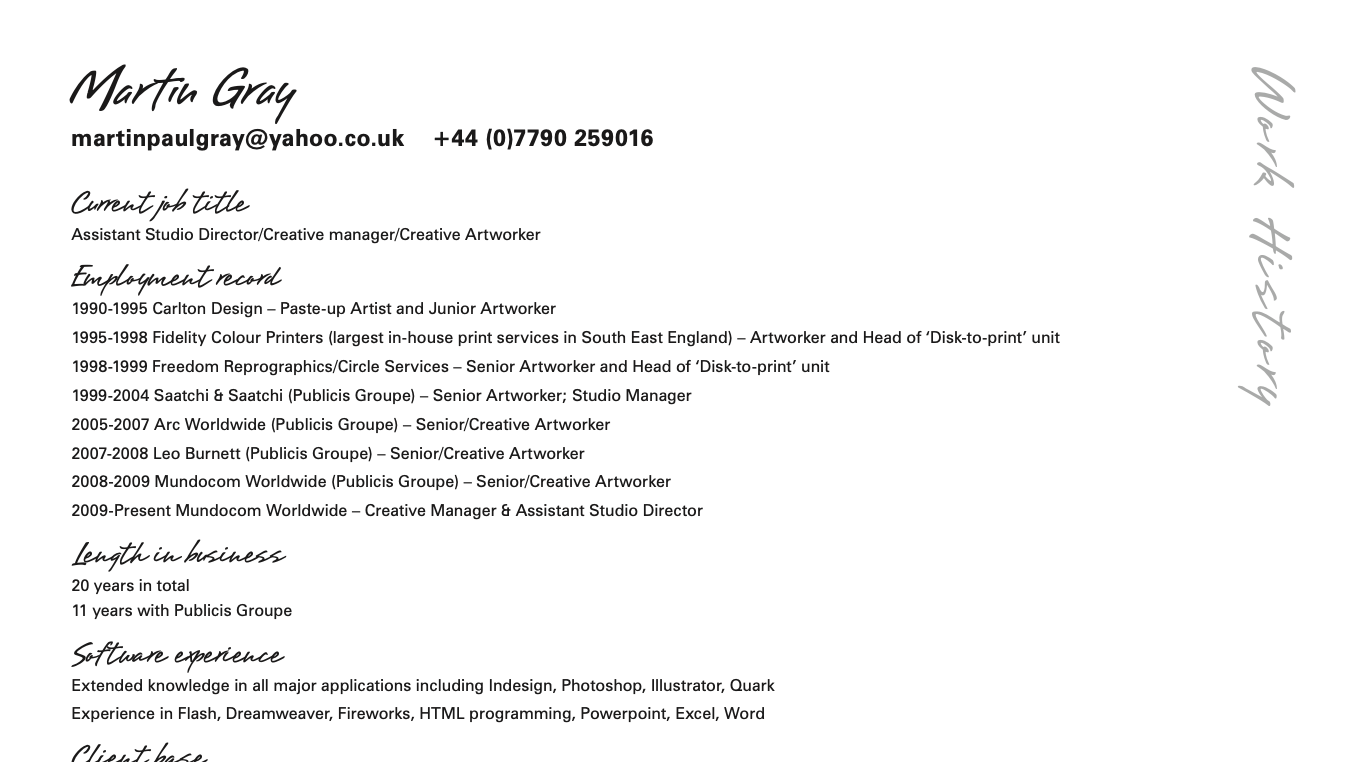 Martin Gray
martinpaulgray@yahoo.co.uk +44 (0)7790 259016
Current job title
Assistant Studio Director/Creative manager/Creative Artworker
Employment record
1990-1995 Carlton Design – Paste-up Artist and Junior Artworker
1995-1998 Fidelity Colour Printers (largest in-house print services in South East England) – Artworker and Head of ‘Disk-to-print’ unit
1998-1999 Freedom Reprographics/Circle Services – Senior Artworker and Head of ‘Disk-to-print’ unit
1999-2004 Saatchi & Saatchi (Publicis Groupe) – Senior Artworker; Studio Manager
2005-2007 Arc Worldwide (Publicis Groupe) – Senior/Creative Artworker
2007-2008 Leo Burnett (Publicis Groupe) – Senior/Creative Artworker
2008-2009 Mundocom Worldwide (Publicis Groupe) – Senior/Creative Artworker
2009-Present Mundocom Worldwide – Creative Manager & Assistant Studio Director
Length in business
20 years in total
11 years with Publicis Groupe
Software experience
Extended knowledge in all major applications including Indesign, Photoshop, Illustrator, Quark
Experience in Flash, Dreamweaver, Fireworks, HTML programming, Powerpoint, Excel, Word
Client base
Work History